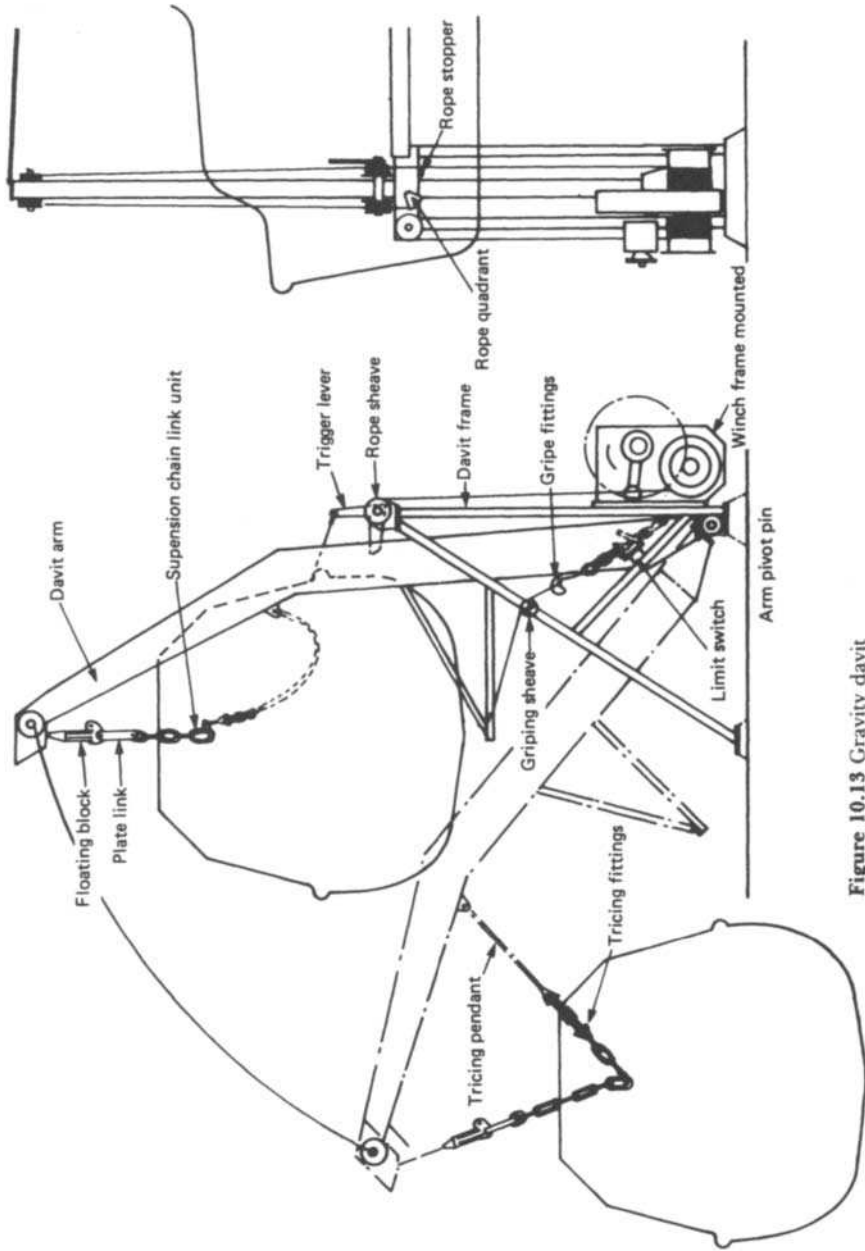 Davit arm
Floating block
Plate link
Supension chain link unit
Trigger lever
Rope sheave
Davit frame
Gripe fittings
Griping sheave
Limit switch
Winch frame mounted
Arm pivot pin
Tricing pendant
Tricing fittings
Rope stopper
Rope quadrant
Figure 10.13 Gravity davit